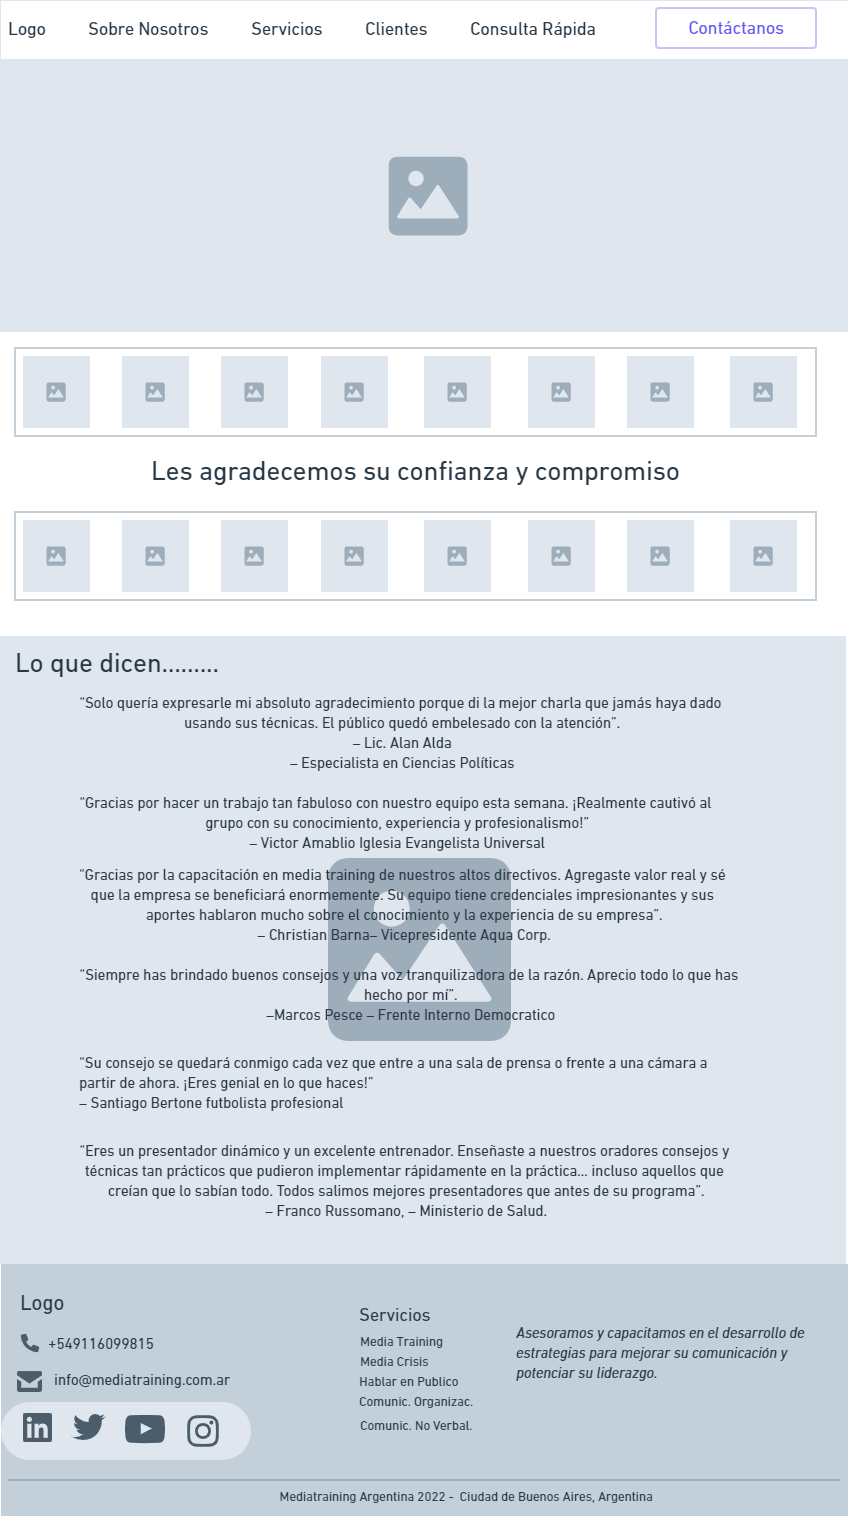 Logo
Sobre Nosotros
Servicios
Clientes
Consulta Rápida
Contáctanos
Les agradecemos su confianza y compromiso
Lo que dicen.........
“Solo quería expresarle mi absoluto agradecimiento porque di la mejor charla que jamás haya dado
usando sus técnicas. El público quedó embelesado con la atención”.
– Lic. Alan Alda
– Especialista en Ciencias Políticas
“Gracias por hacer un trabajo tan fabuloso con nuestro equipo esta semana. ¡Realmente cautivó al
grupo con su conocimiento, experiencia y profesionalismo!”
– Victor Amablio Iglesia Evangelista Universal
“Gracias por la capacitación en media training de nuestros altos directivos. Agregaste valor real y sé
que la empresa se beneficiará enormemente. Su equipo tiene credenciales impresionantes y sus
aportes hablaron mucho sobre el conocimiento y la experiencia de su empresa”.
– Christian Barna– Vicepresidente Aqua Corp.
“Siempre has brindado buenos consejos y una voz tranquilizadora de la razón. Aprecio todo lo que has
hecho por mí”.
–Marcos Pesce – Frente Interno Democratico
“Su consejo se quedará conmigo cada vez que entre a una sala de prensa o frente a una cámara a
partir de ahora. ¡Eres genial en lo que haces!”
– Santiago Bertone futbolista profesional
“Eres un presentador dinámico y un excelente entrenador. Enseñaste a nuestros oradores consejos y
técnicas tan prácticos que pudieron implementar rápidamente en la práctica... incluso aquellos que
creían que lo sabían todo. Todos salimos mejores presentadores que antes de su programa”.
– Franco Russomano, – Ministerio de Salud.
Logo
+549116099815
info@mediatraining.com.ar
Servicios
Media Training
Media Crisis
Hablar en Publico
Comunic. Organizac.
Comunic. No Verbal.
Asesoramos y capacitamos en el desarrollo de
estrategias para mejorar su comunicación y
potenciar su liderazgo.
Mediatraining Argentina 2022 - Ciudad de Buenos Aires, Argentina